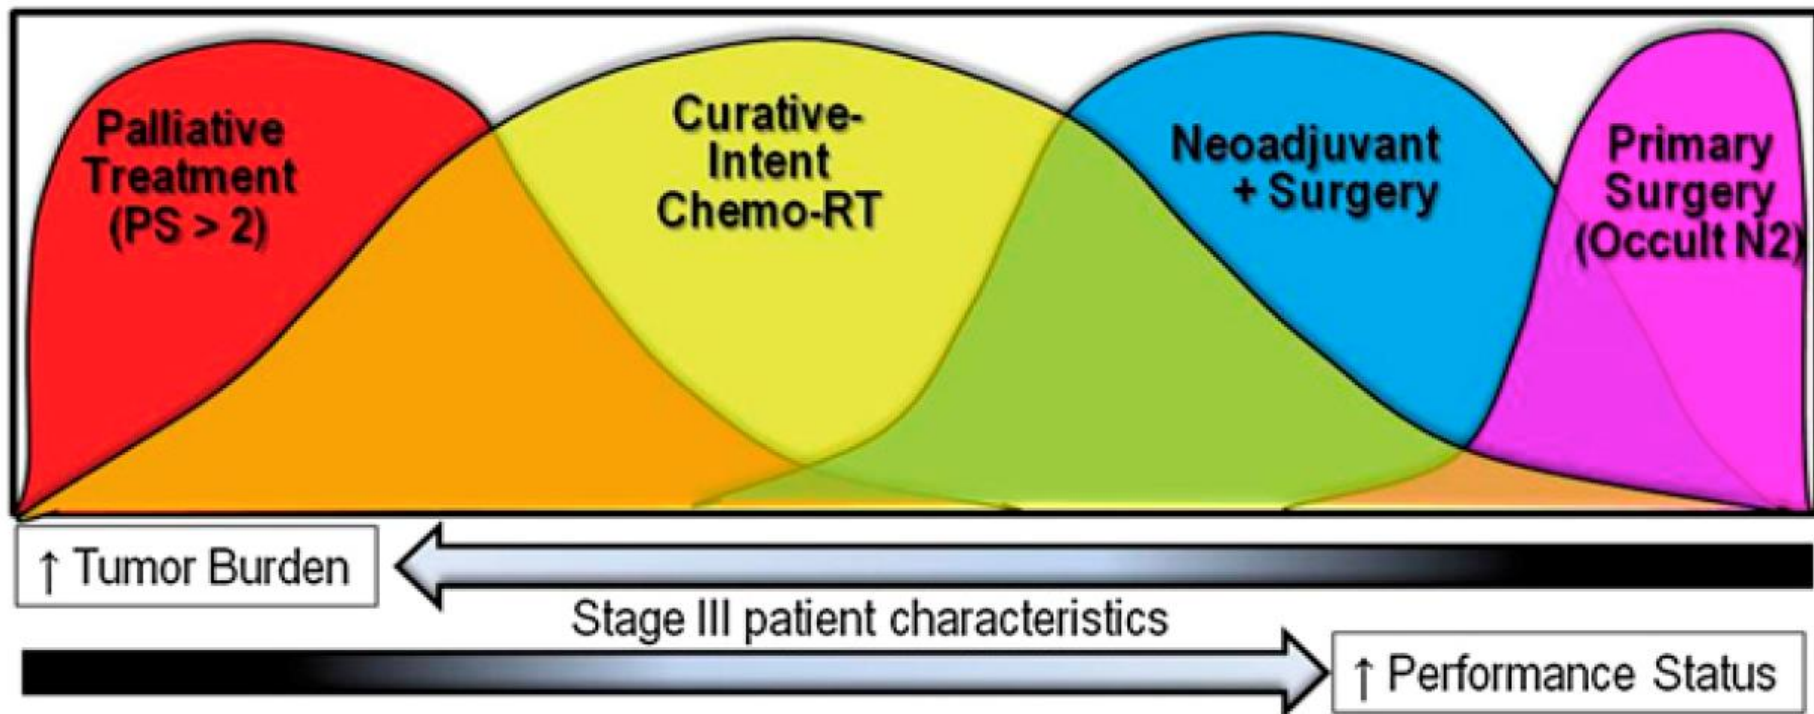 Palliative
Treatment
(PS > 2)
Curative-
Intent
Chemo-RT
Neoadjuvant
+ Surgery
Primary
Surgery
(Occult N2)
↑ Tumor Burden
Stage III patient characteristics
↑ Performance Status